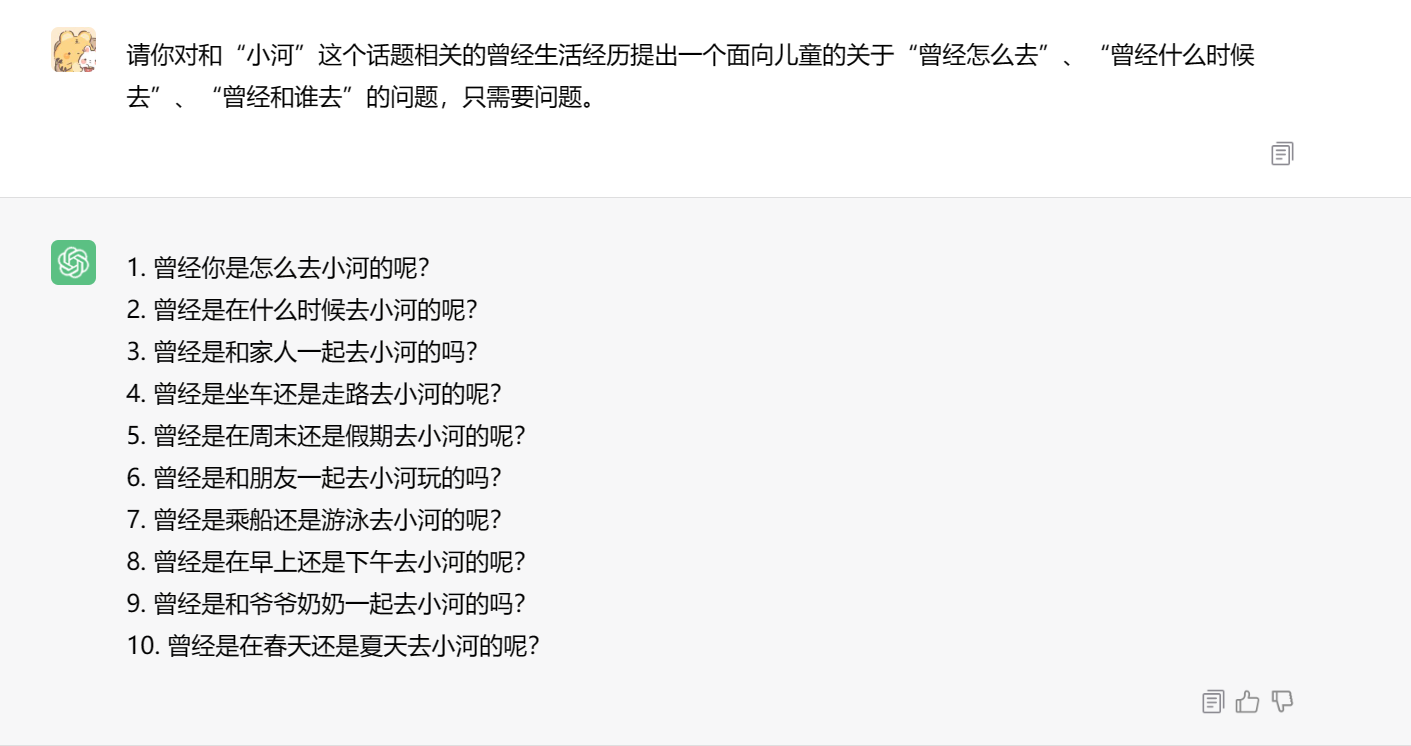 请你对和“小河”这个话题相关的曾经生活经历提出一个面向儿童的关于“曾经怎么去”、“曾经什么时候
去”、“曾经和谁去”的问题，只需要问题。
1. 曾经你是怎么去小河的呢？
2. 曾经是在什么时候去小河的呢？
3. 曾经是和家人一起去小河的吗？
4. 曾经是坐车还是走路去小河的呢？
5. 曾经是在周末还是假期去小河的呢？
6. 曾经是和朋友一起去小河玩的吗？
7. 曾经是乘船还是游泳去小河的呢？
8. 曾经是在早上还是下午去小河的呢？
9. 曾经是和爷爷奶奶一起去小河的吗？
10. 曾经是在春天还是夏天去小河的呢？